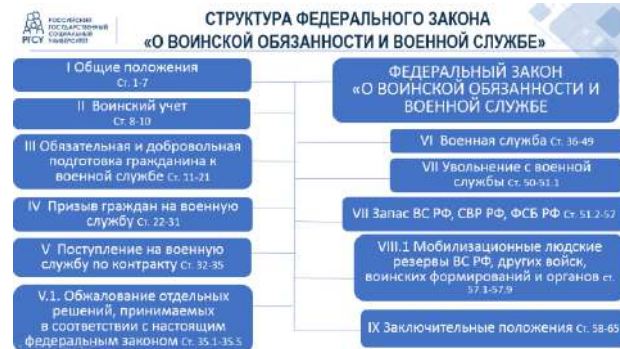 РОССИЙСКИЙ
ГОСУДАРСТВЕННЫЙ
СОЦИАЛЬНЫЙ
УНИВЕРСИТЕТ
РГСУ
СТРУКТУРА ФЕДЕРАЛЬНОГО ЗАКОНА
«О ВОИНСКОЙ ОБЯЗАННОСТИ И ВОЕННОЙ СЛУЖБЕ»
I Общие положения
Ст. 1-7
II Воинский учет
Ст. 8-10
III Обязательная и добровольная
подготовка гражданина к
военной службе Ст. 11-21
IV Призыв граждан на военную
службу Ст. 22-31
V Поступление на военную
службу по контракту Ст. 32-35
V.1. Обжалование отдельных
решений, принимаемых
в соответствии с настоящим
федеральным законом Ст. 35.1-35.5
ФЕДЕРАЛЬНЫЙ ЗАКОН
«О ВОИНСКОЙ ОБЯЗАННОСТИ И
ВОЕННОЙ СЛУЖБЕ
VI Военная служба Ст. 36-49
VII Увольнение с военной
службы Ст. 50-51.1
VII Запас ВС РФ, СВР РФ, ФСБ РФ Ст. 51.2-57
VIII.1 Мобилизационные людские
резервы ВС РФ, других войск,
воинских формирований и органов ст.
57.1-57.9
IX Заключительные положения Ст. 58-65